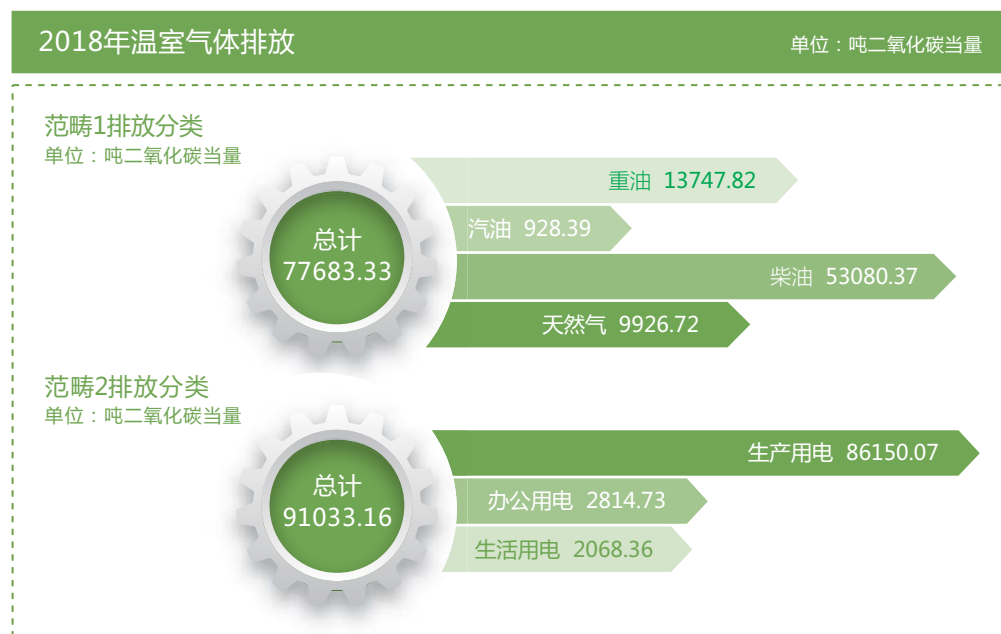 2018年温室气体排放
单位：吨二氧化碳当量
范畴1排放分类
单位：吨二氧化碳当量
总计
77683.33
重油 13747.82
汽油 928.39
柴油 53080.37
天然气 9926.72
范畴2排放分类
单位：吨二氧化碳当量
总计
91033.16
生产用电 86150.07
办公用电 2814.73
生活用电 2068.36